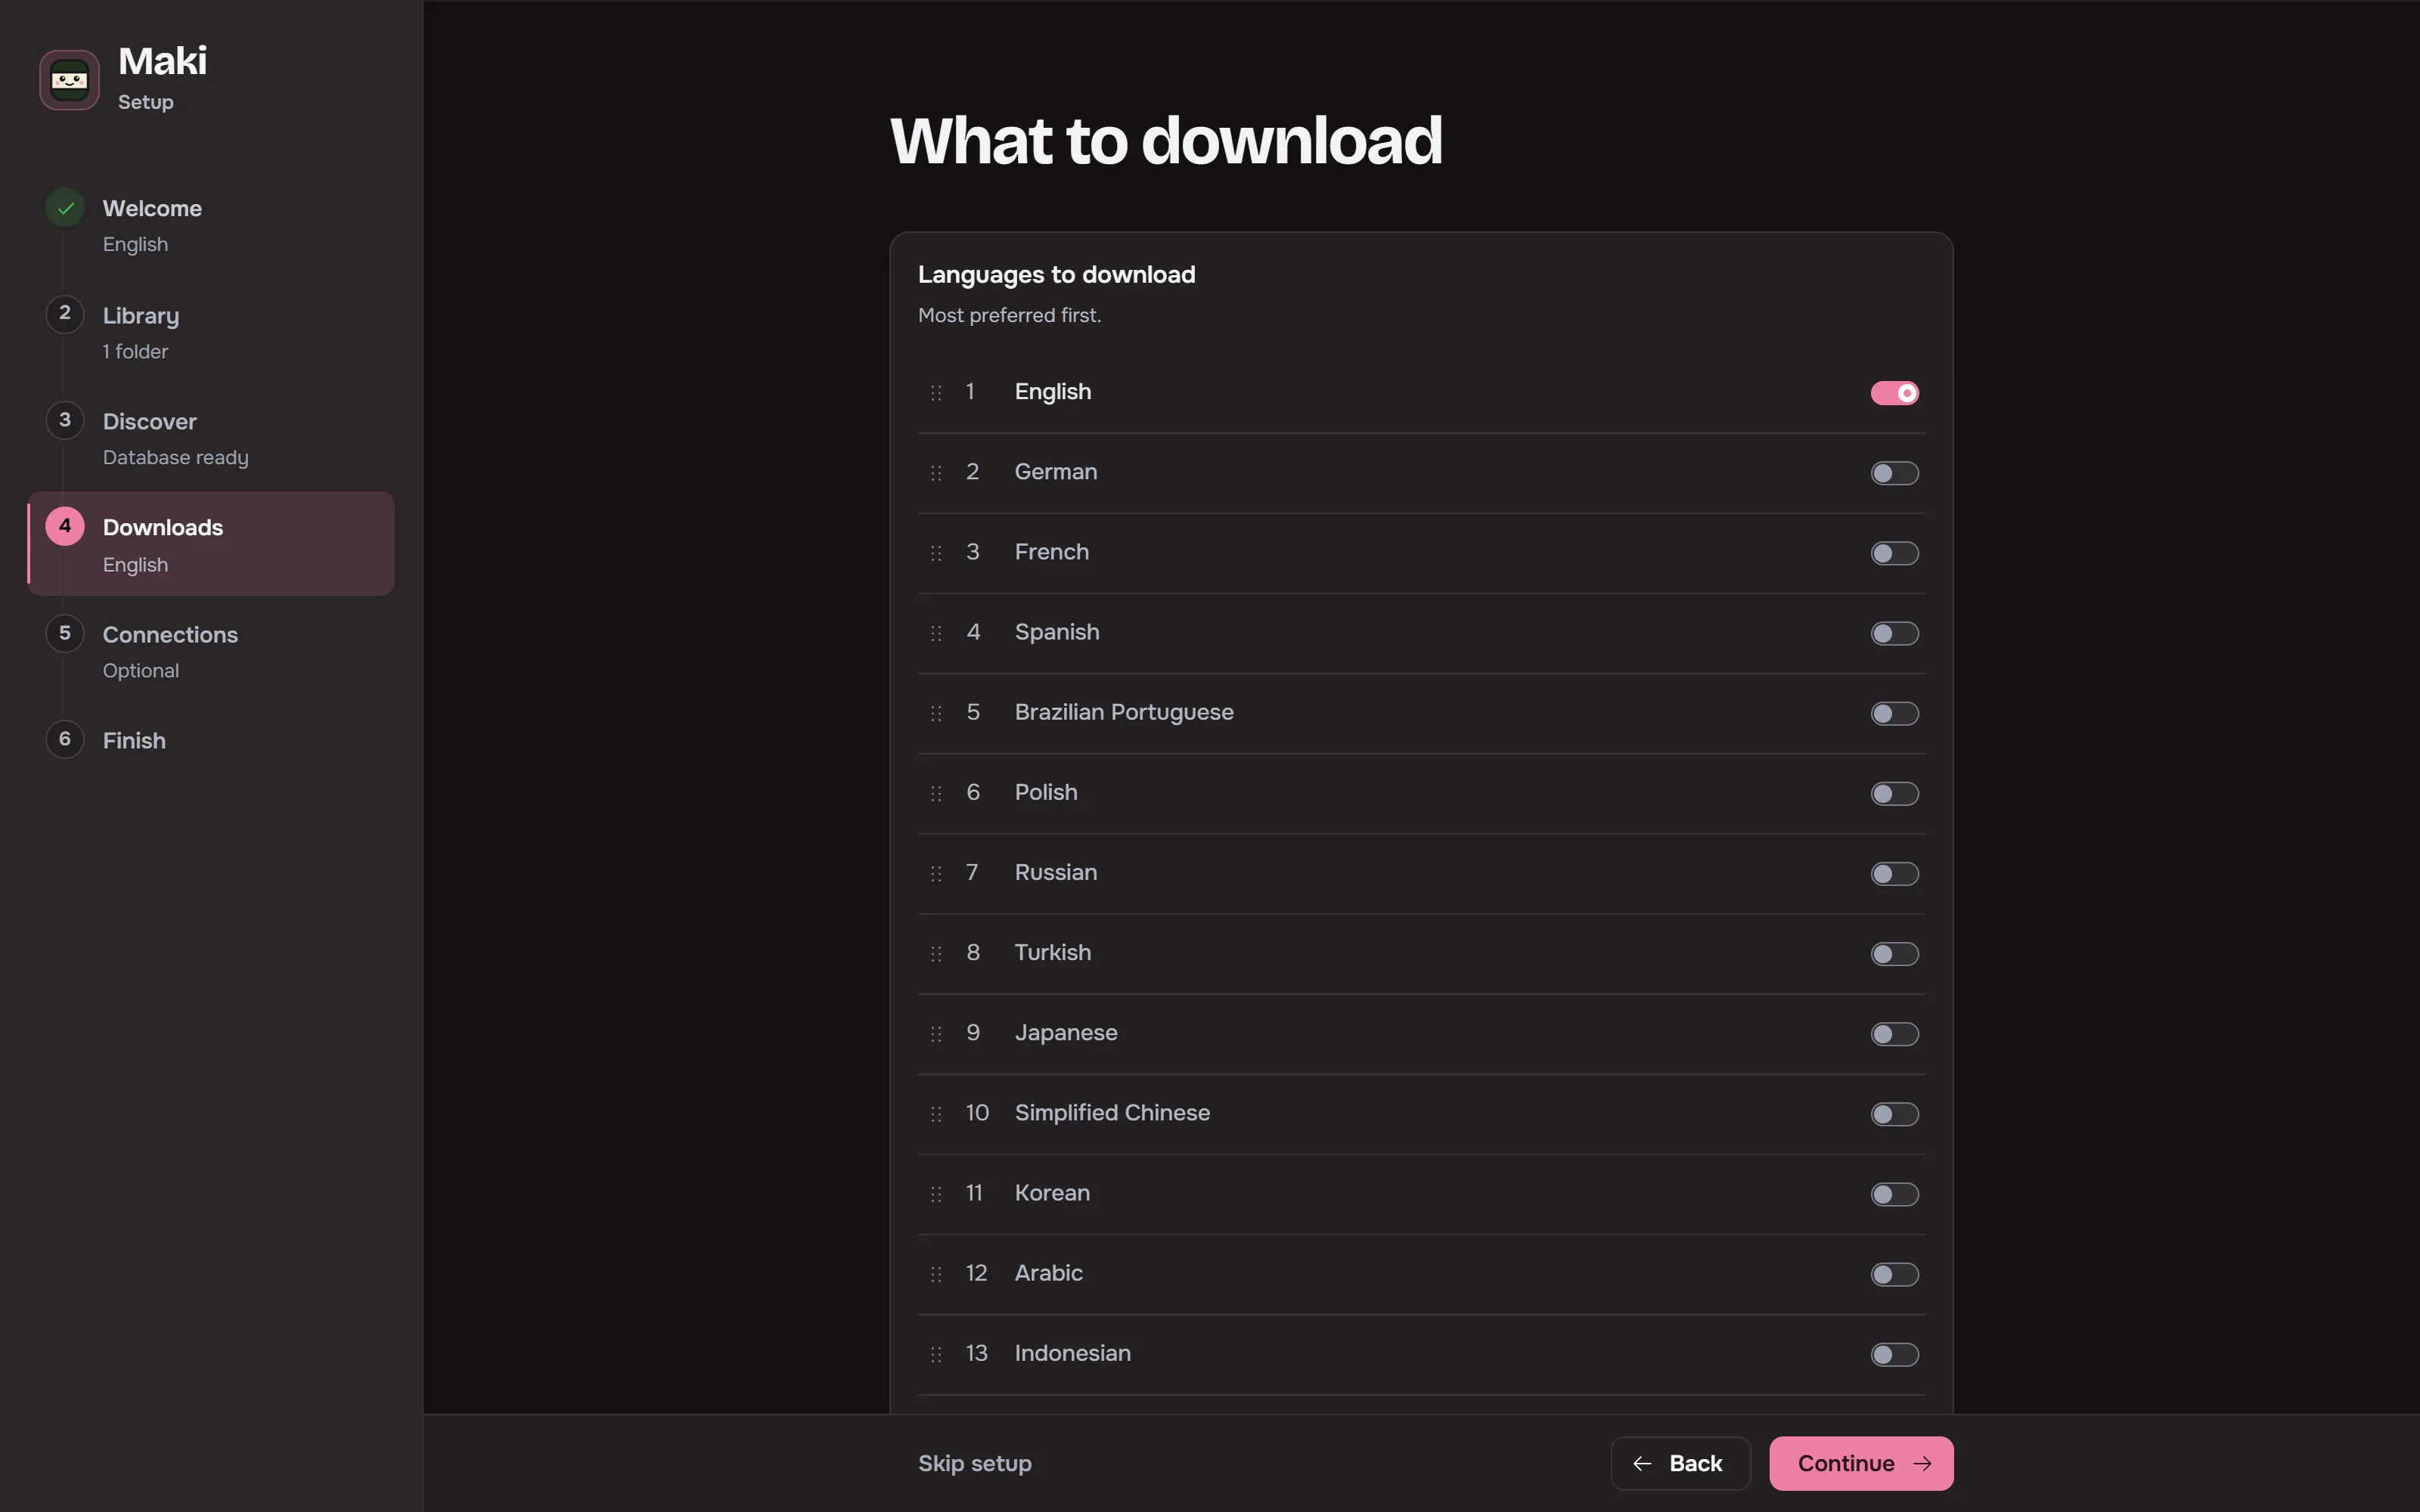 Maki
Setup
Welcome
English
2
Library
1 folder
3
Discover
Database ready
4
Downloads
English
5
Connections
Optional
6
Finish
What to download
Languages to download
Most preferred first.
1 English
2 German
3 French
4 Spanish
5 Brazilian Portuguese
6 Polish
7 Russian
8 Turkish
9 Japanese
10 Simplified Chinese
11 Korean
12 Arabic
13 Indonesian
Skip setup
Back
Continue